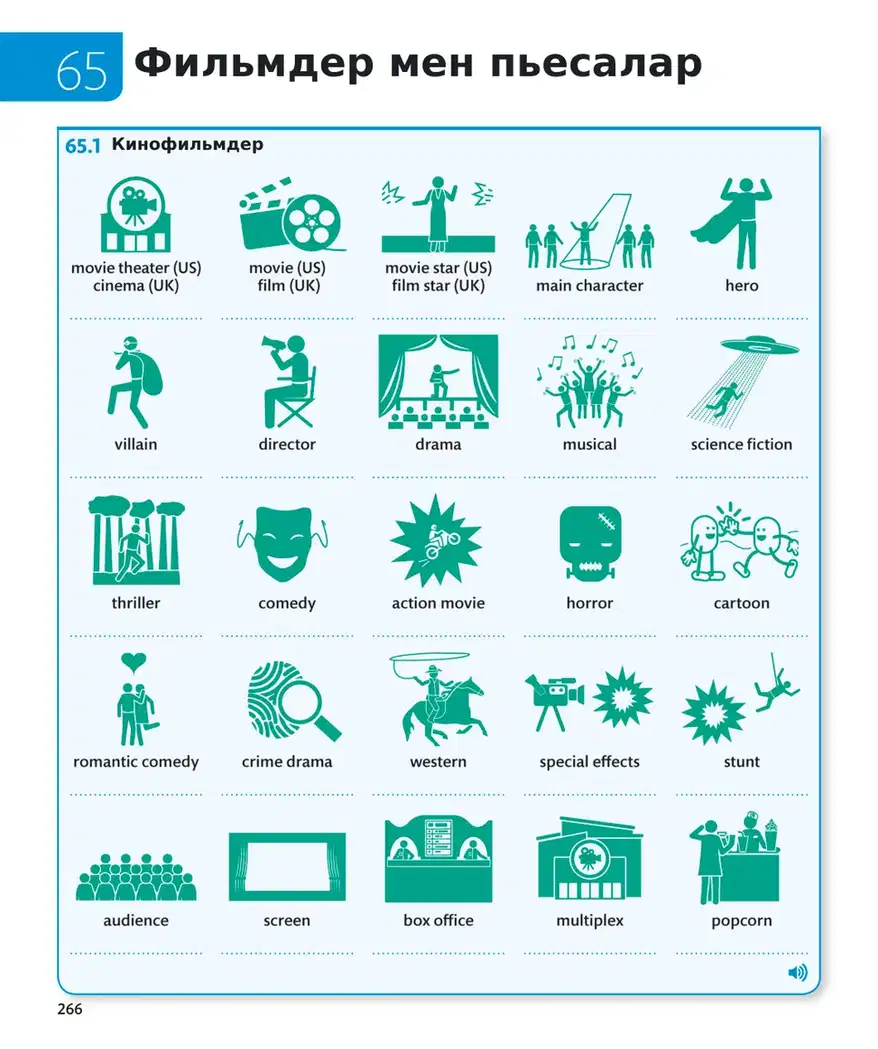 65
Фильмдер мен пьесалар
65.1 Кинофильмдер
movie theater (US)
cinema (UK)
movie (US)
film (UK)
movie star (US)
film star (UK)
main character
hero
villain
director
drama
musical
science fiction
thriller
comedy
action movie
horror
cartoon
romantic comedy
crime drama
western
special effects
stunt
audience
screen
box office
multiplex
popcorn
266